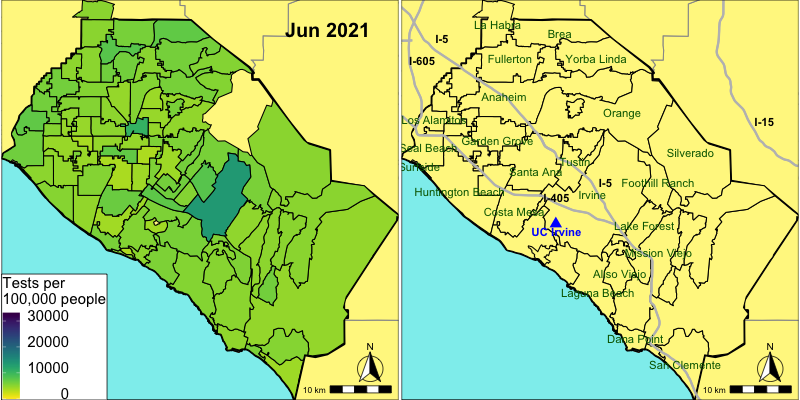 Jun 2021
Tests per
100,000 people
30000
20000
10000
0
N
10 km
La Habra
Brea
I-5
I-605
Fullerton
Yorba Linda
Anaheim
Orange
I-15
Los Alamitos
Garden Grove
Seal Beach
Silverado
Sunside
Tustin
Santa Ana
I-5
Foothill Ranch
Huntington Beach
I-405
Irvine
Costa Mesa
UC Irvine
Lake Forest
Mission Viejo
Aliso Viejo
Laguna Beach
Dana Point
San Clemente
N
10 km